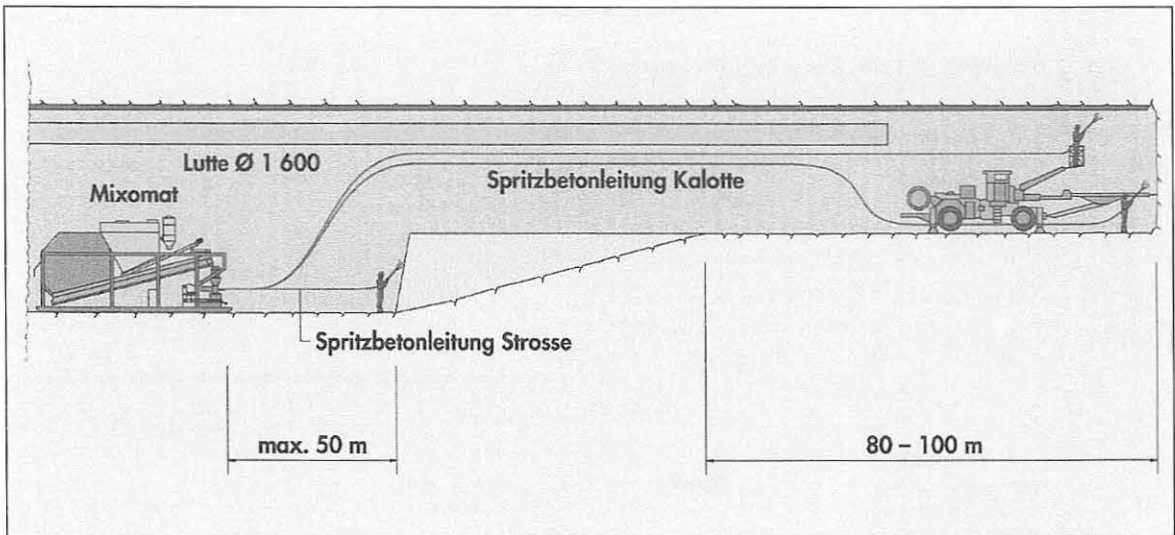 Lutte Ø 1 600
Mixomat
Spritzbetonleitung Kalotte
Spritzbetonleitung Strosse
max. 50 m
80 – 100 m